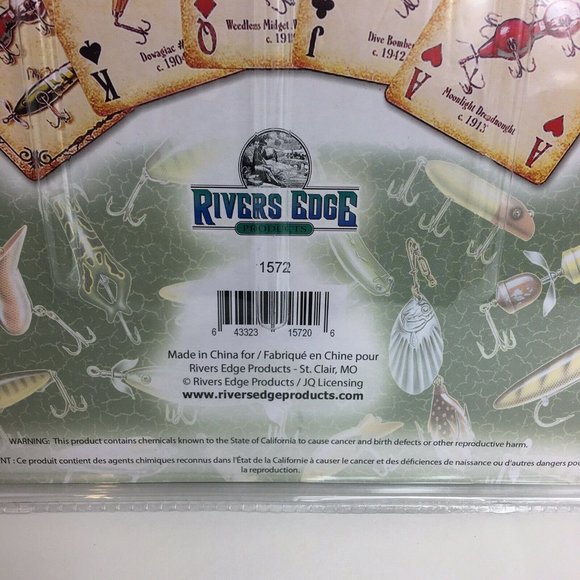 Dowagiac
c. 190
K
Weedless Midget
c. 191
Q
J
Dive Bomber
c. 1942
A
Moonlight Dreadnought
c. 1913
A
RIVERS EDGE
PRODUCTS
1572
6 43323 15720 6
Made in China for / Fabriqué en Chine pour
Rivers Edge Products - St. Clair, MO
© Rivers Edge Products / JQ Licensing
www.riversedgeproducts.com
WARNING: This product contains chemicals known to the State of California to cause cancer and birth defects or other reproductive harm.
NT : Ce produit contient des agents chimiques reconnus dans l'État de la Californie à causer le cancer et des déficiences de naissance ou d'autres dangers pou
la reproduction.